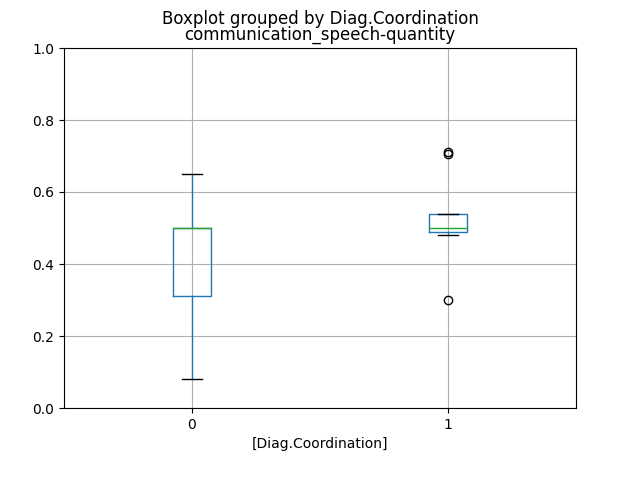 Boxplot grouped by Diag.Coordination
communication_speech-quantity
1.0
0.8
0.6
0.4
0.2
0.0
0 1
[Diag.Coordination]